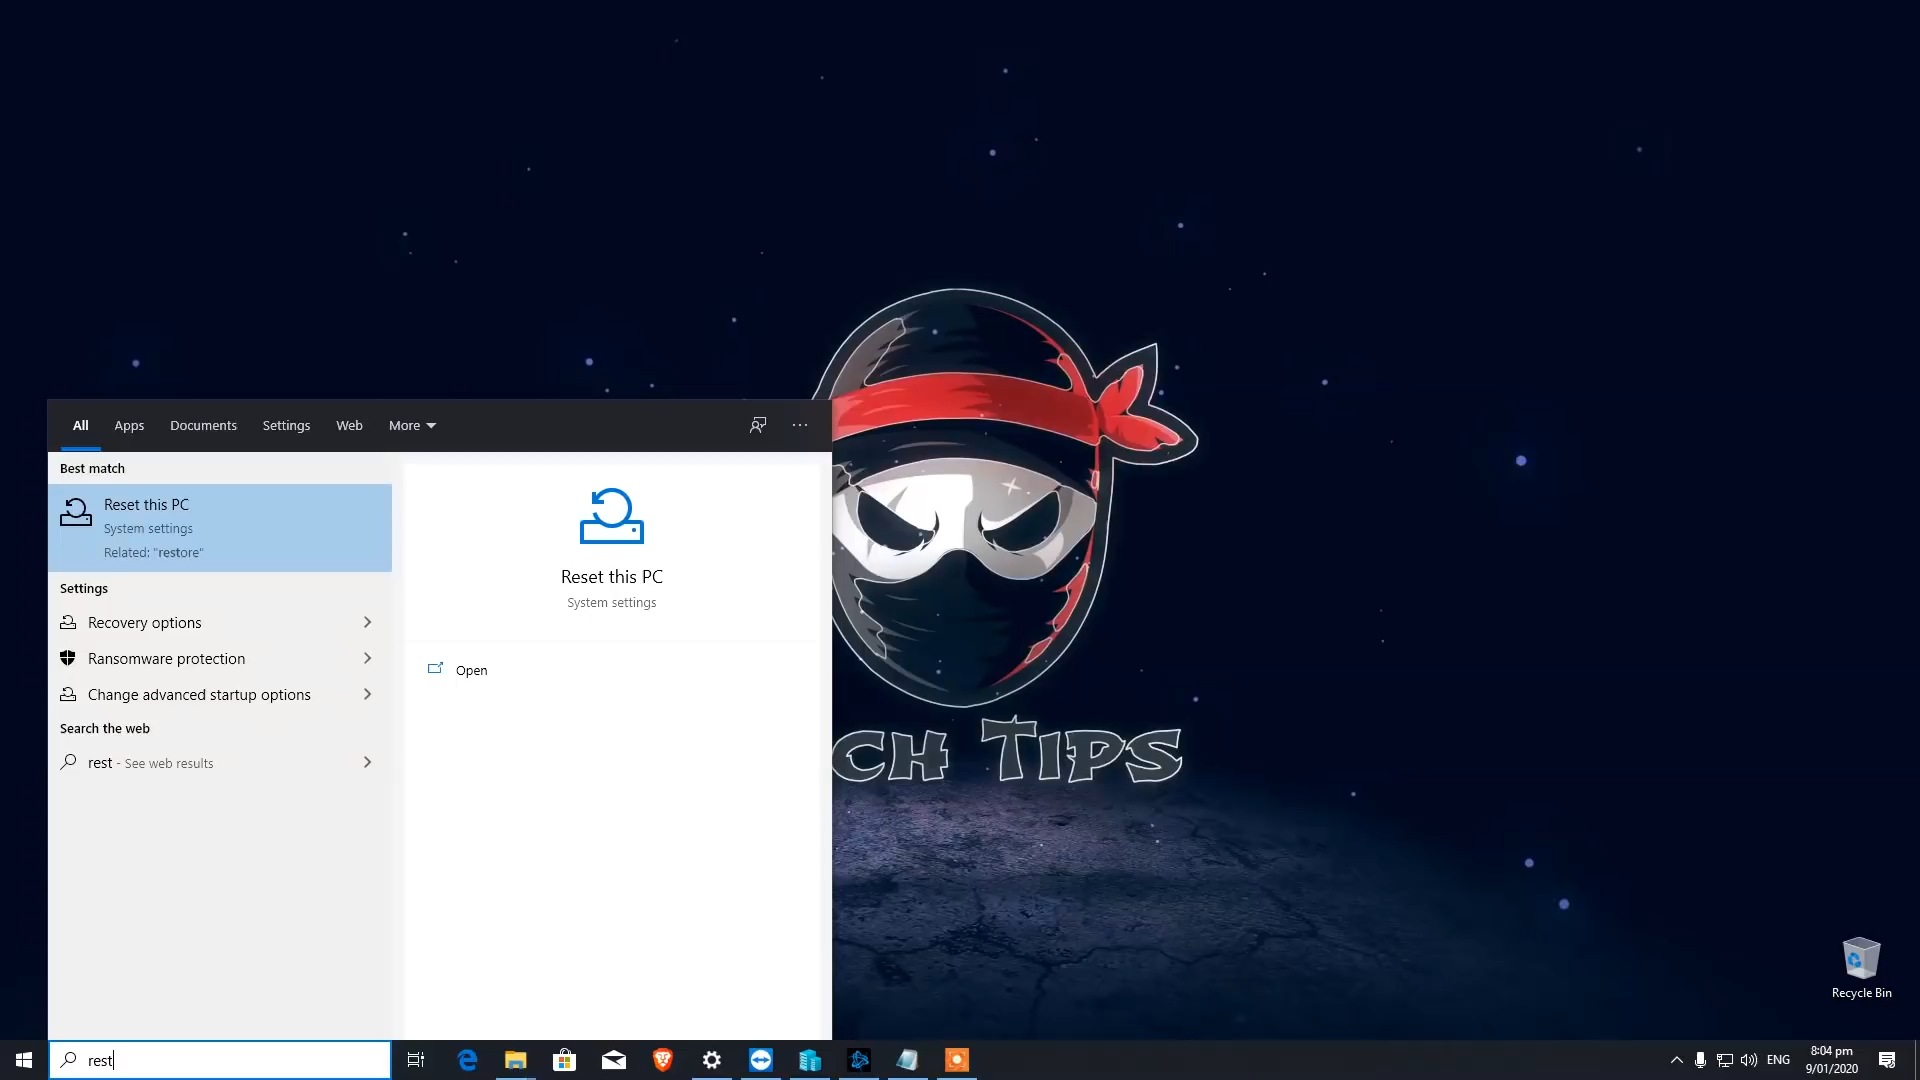 All Apps Documents Settings Web More
Best match
Reset this PC
System settings
Related: "restore"
Settings
Recovery options
Ransomware protection
Change advanced startup options
Search the web
rest - See web results
Reset this PC
System settings
Open
CH TIPS
Recycle Bin
rest
ENG
8:04 pm
9/01/2020